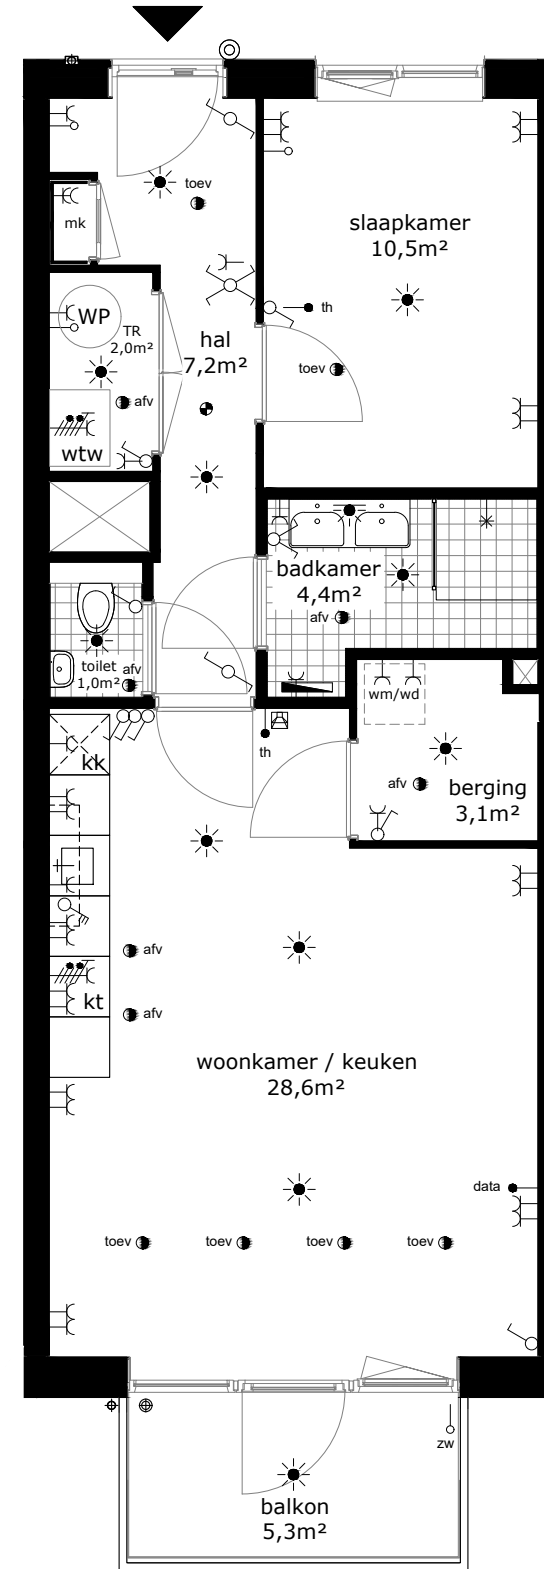 toev
mk
slaapkamer
10,5m²
WP
TR
2,0m²
th
hal
7,2m²
toev
afv
wtw
badkamer
4,4m²
afv
toilet
1,0m²
afv
wm/wd
th
kk
afv
berging
3,1m²
afv
kt
afv
woonkamer / keuken
28,6m²
data
toev
toev
toev
toev
zw
balkon
5,3m²